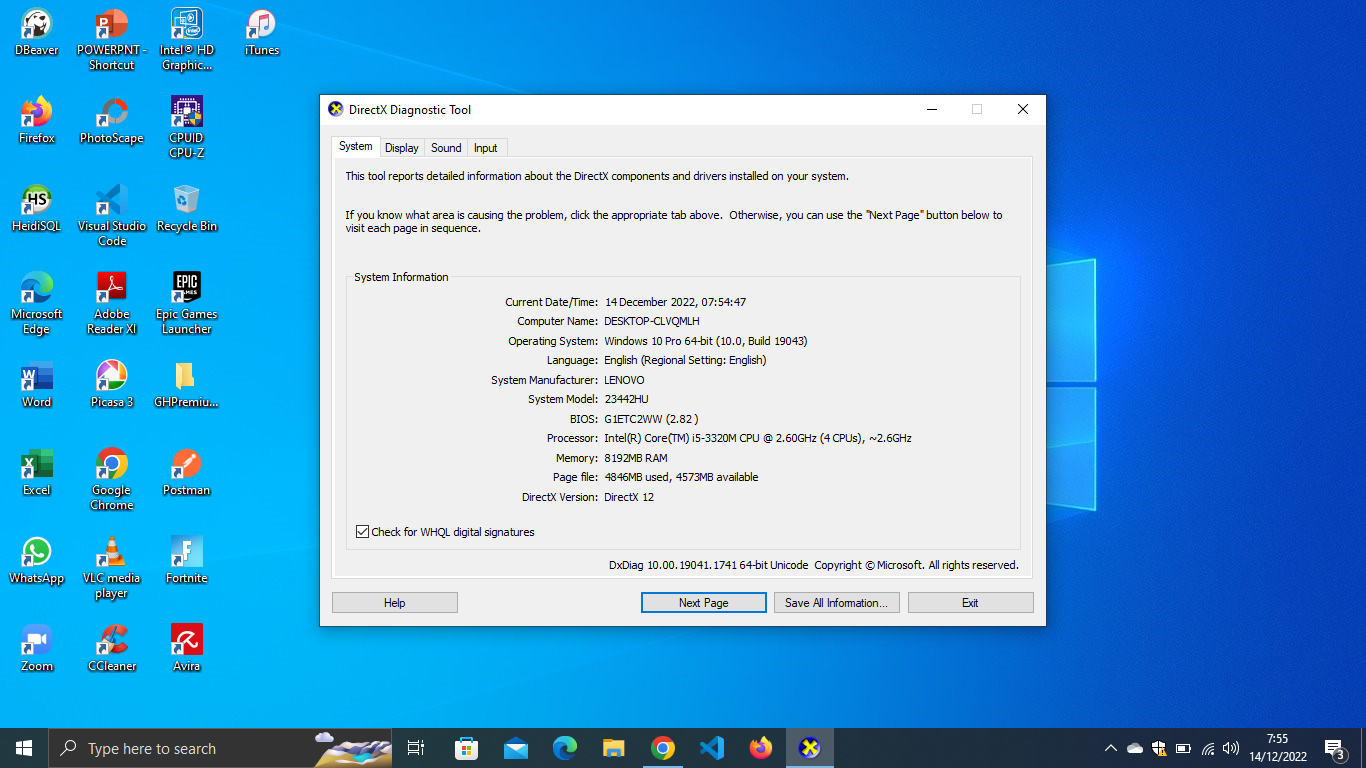 DBeaver
POWERPNT -
Shortcut
Intel® HD
Graphic...
iTunes
Firefox
PhotoScape
CPUID
CPU-Z
HS
HeidiSQL
Visual Studio
Code
Recycle Bin
Microsoft
Edge
Adobe
Reader XI
EPIC
GAMES
Epic Games
Launcher
Word
Picasa 3
GHPremiu...
Excel
Google
Chrome
Postman
WhatsApp
VLC media
player
Fortnite
Zoom
CCleaner
Avira
DirectX Diagnostic Tool
System Display Sound Input
This tool reports detailed information about the DirectX components and drivers installed on your system.
If you know what area is causing the problem, click the appropriate tab above. Otherwise, you can use the "Next Page" button below to
visit each page in sequence.
System Information
Current Date/Time: 14 December 2022, 07:54:47
Computer Name: DESKTOP-CLVQMLH
Operating System: Windows 10 Pro 64-bit (10.0, Build 19043)
Language: English (Regional Setting: English)
System Manufacturer: LENOVO
System Model: 23442HU
BIOS: G1ETC2WW (2.82 )
Processor: Intel(R) Core(TM) i5-3320M CPU @ 2.60GHz (4 CPUs), ~2.6GHz
Memory: 8192MB RAM
Page file: 4846MB used, 4573MB available
DirectX Version: DirectX 12
Check for WHQL digital signatures
DxDiag 10.00.19041.1741 64-bit Unicode Copyright © Microsoft. All rights reserved.
Help Next Page Save All Information... Exit
Type here to search
7:55
14/12/2022
3